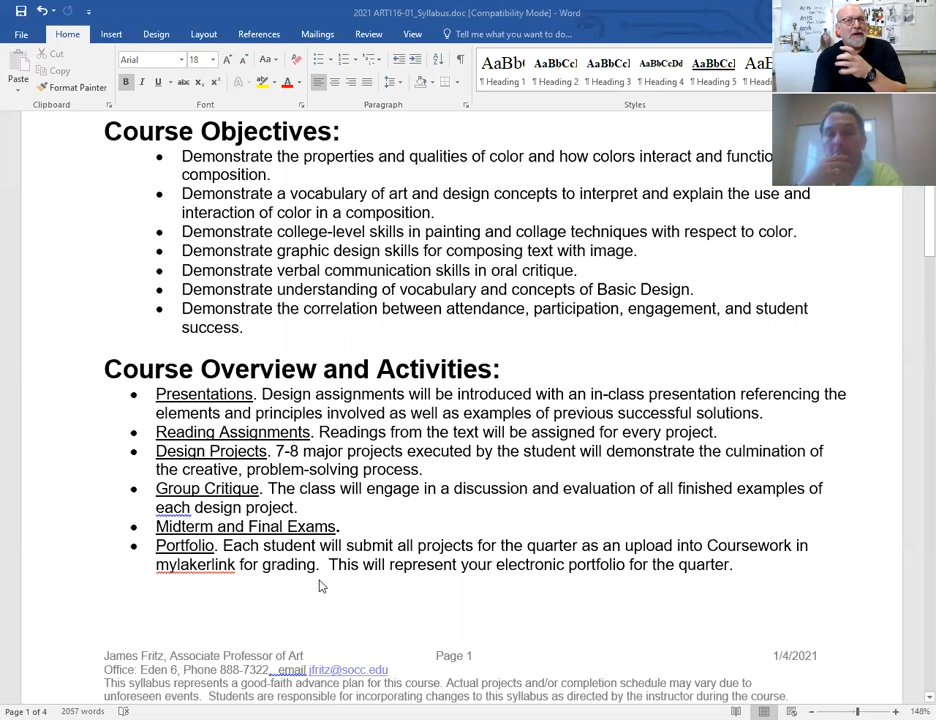 2021 ART116-01_Syllabus.doc [Compatibility Mode] - Word
File Home Insert Design Layout References Mailings Review View Tell me what you want to do...
Paste
Cut
Copy
Format Painter
Clipboard
Arial 18
Font
Paragraph
AaBb( AaBbCc] AaBbCc] AaBbCcDd AaBbCc] AaE
¶ Heading 1 ¶ Heading 2 ¶ Heading 3 ¶ Heading 4 ¶ Heading 5 ¶ H
Styles
Course Objectives:
• Demonstrate the properties and qualities of color and how colors interact and functio
composition.
• Demonstrate a vocabulary of art and design concepts to interpret and explain the use and
interaction of color in a composition.
• Demonstrate college-level skills in painting and collage techniques with respect to color.
• Demonstrate graphic design skills for composing text with image.
• Demonstrate verbal communication skills in oral critique.
• Demonstrate understanding of vocabulary and concepts of Basic Design.
• Demonstrate the correlation between attendance, participation, engagement, and student
success.
Course Overview and Activities:
• Presentations. Design assignments will be introduced with an in-class presentation referencing the
elements and principles involved as well as examples of previous successful solutions.
• Reading Assignments. Readings from the text will be assigned for every project.
• Design Projects. 7-8 major projects executed by the student will demonstrate the culmination of
the creative, problem-solving process.
• Group Critique. The class will engage in a discussion and evaluation of all finished examples of
each design project.
• Midterm and Final Exams.
• Portfolio. Each student will submit all projects for the quarter as an upload into Coursework in
mylakerlink for grading. This will represent your electronic portfolio for the quarter.
James Fritz, Associate Professor of Art Page 1 1/4/2021
Office: Eden 6, Phone 888-7322, email jfritz@socc.edu
This syllabus represents a good-faith advance plan for this course. Actual projects and/or completion schedule may vary due to
unforeseen events. Students are responsible for incorporating changes to this syllabus as directed by the instructor during the course.
Page 1 of 4 2057 words 148%